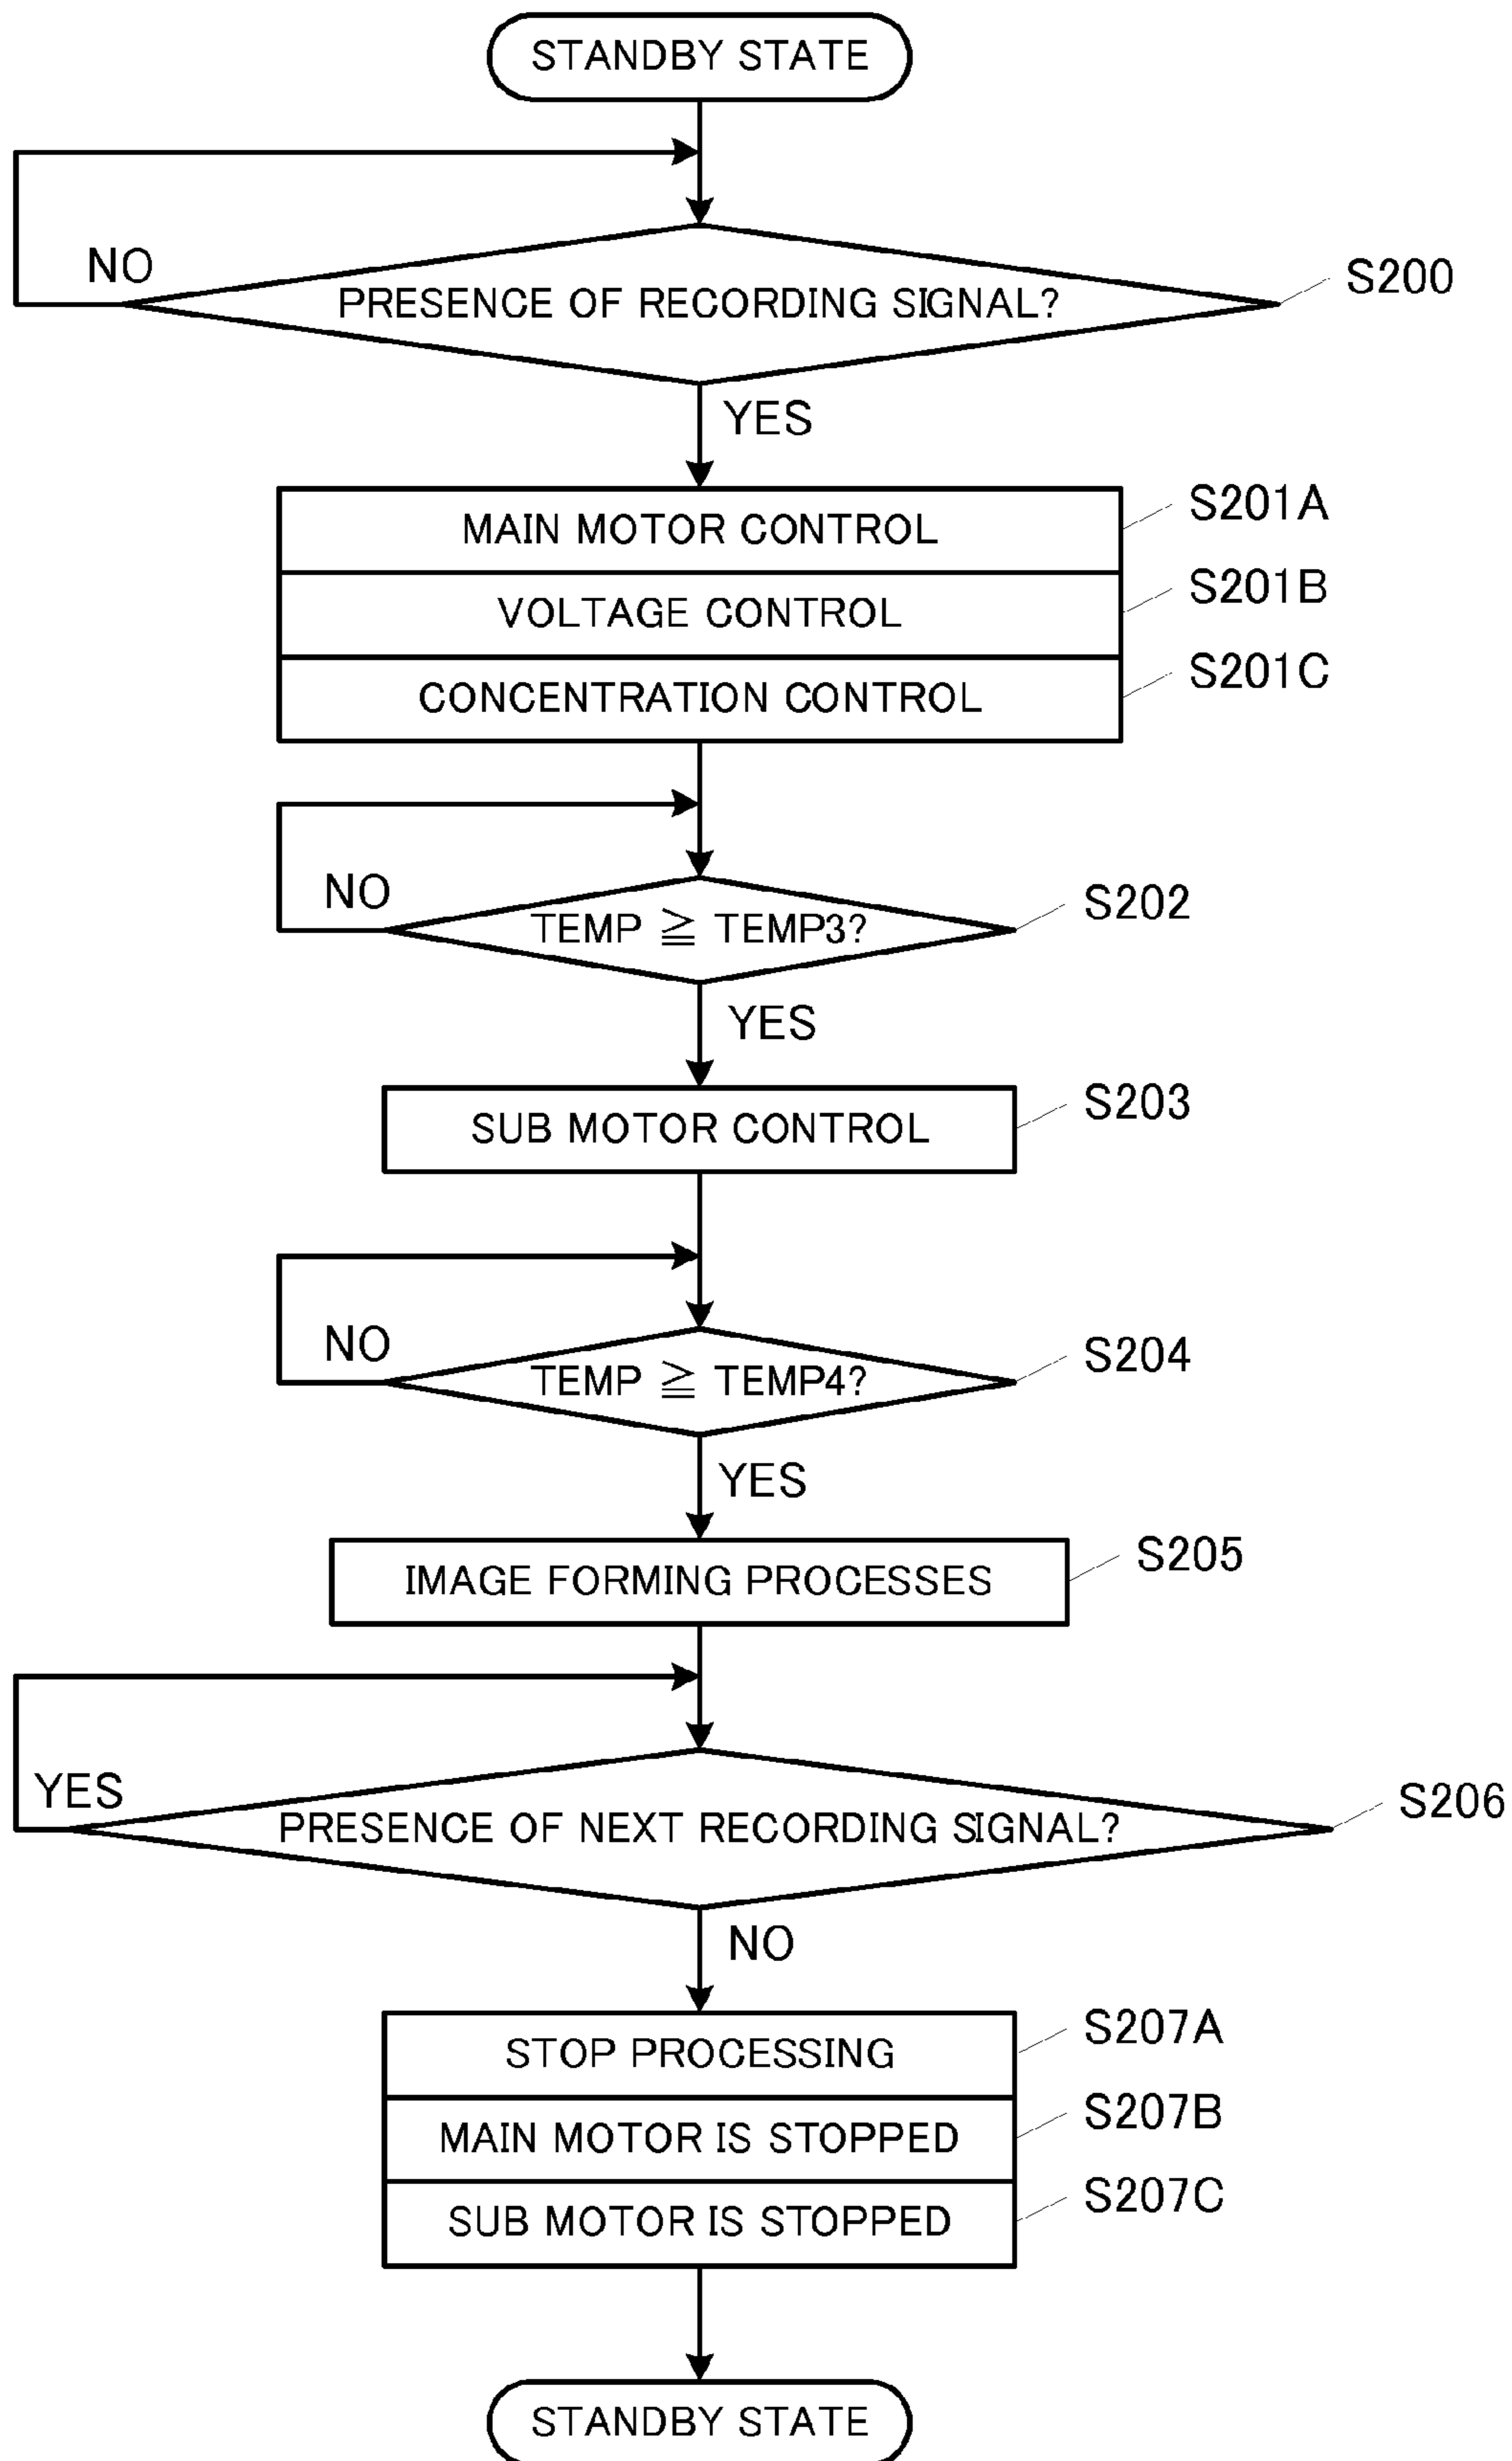 STANDBY STATE
NO
PRESENCE OF RECORDING SIGNAL?
S200
YES
MAIN MOTOR CONTROL
S201A
VOLTAGE CONTROL
S201B
CONCENTRATION CONTROL
S201C
NO
TEMP ≧ TEMP3?
S202
YES
SUB MOTOR CONTROL
S203
NO
TEMP ≧ TEMP4?
S204
YES
IMAGE FORMING PROCESSES
S205
YES
PRESENCE OF NEXT RECORDING SIGNAL?
S206
NO
STOP PROCESSING
S207A
MAIN MOTOR IS STOPPED
S207B
SUB MOTOR IS STOPPED
S207C
STANDBY STATE